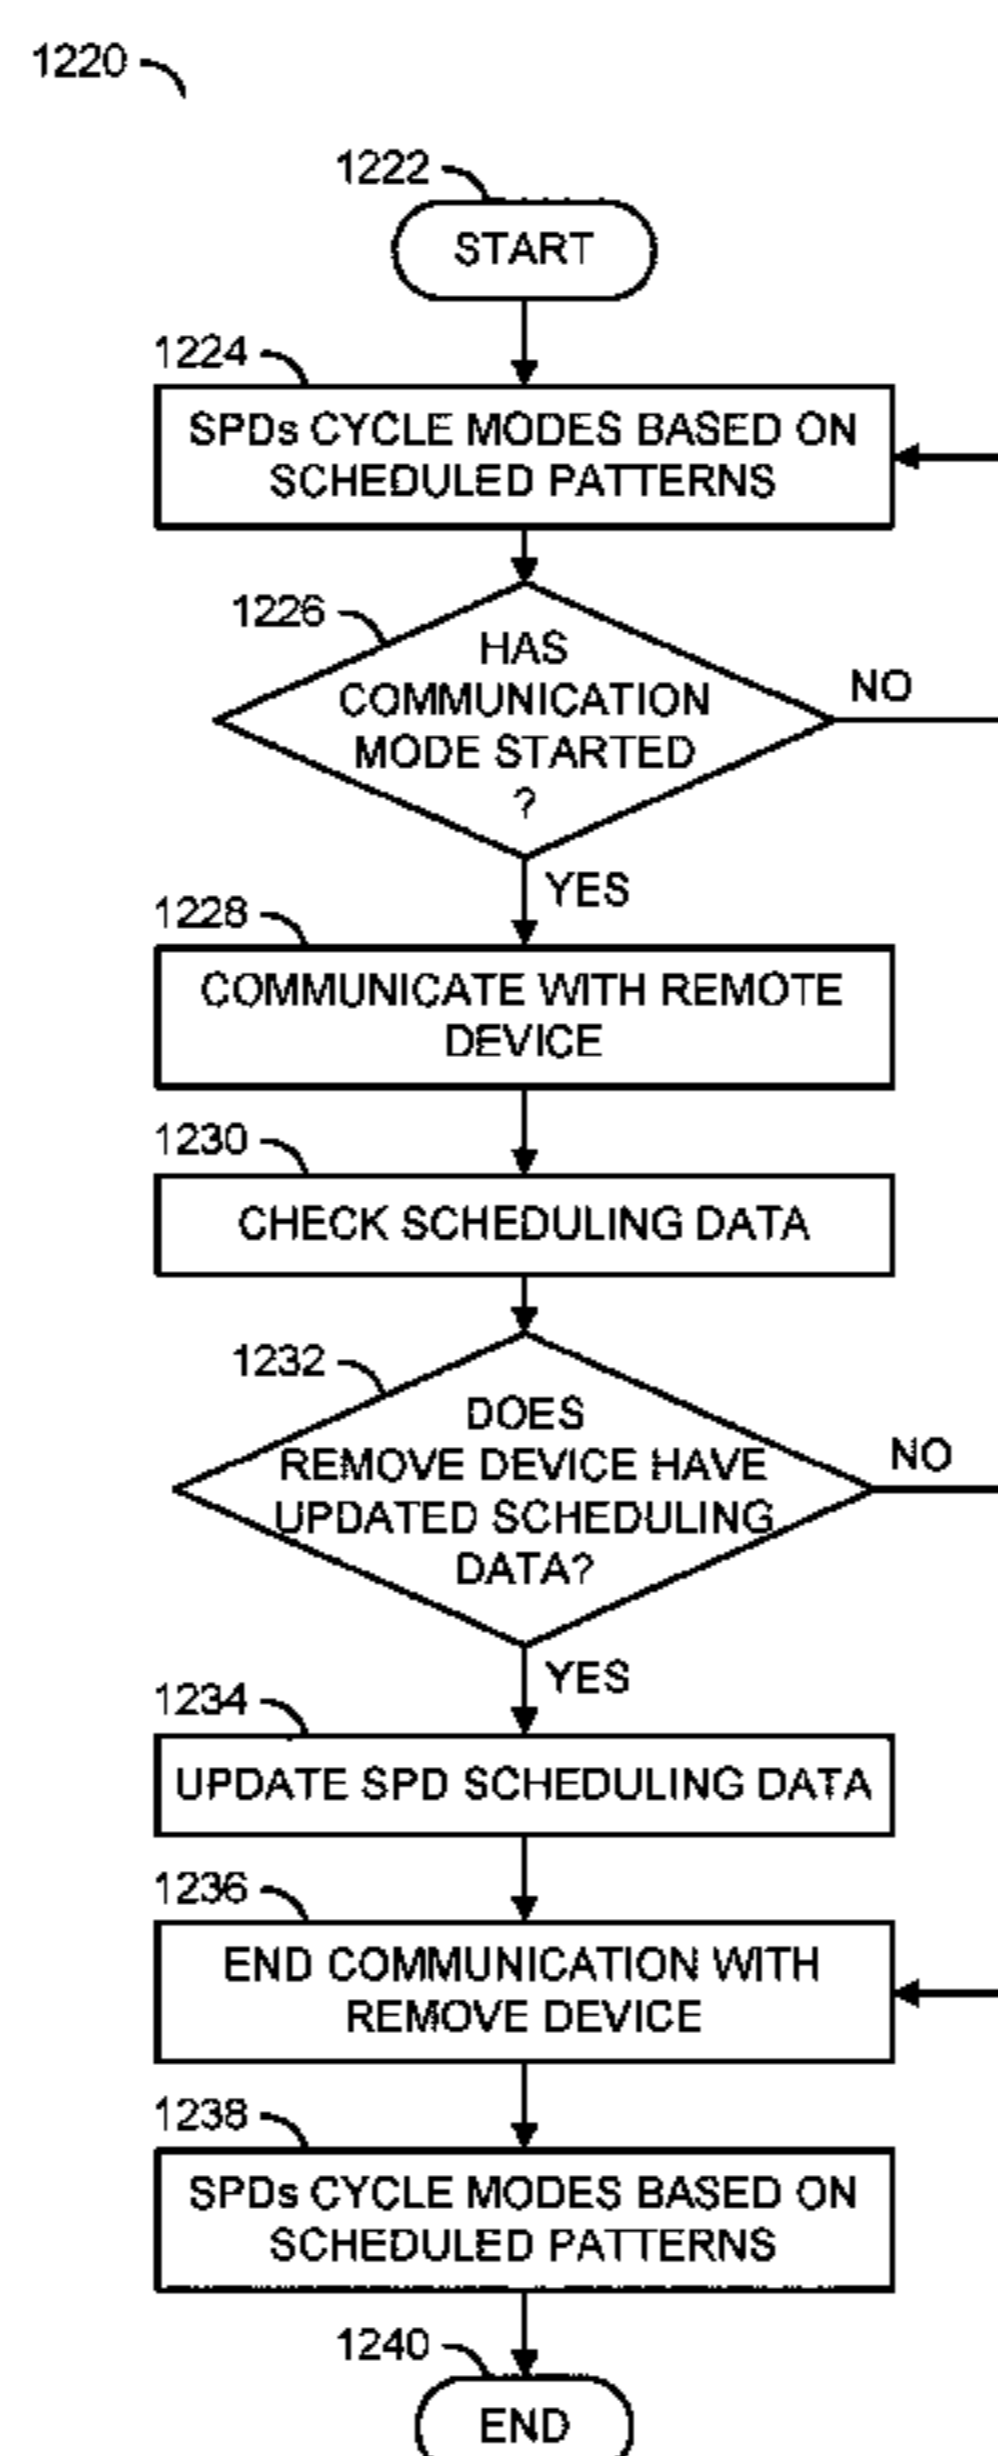 1220
1222
START
1224
SPDs CYCLE MODES BASED ON
SCHEDULED PATTERNS
1226
HAS
COMMUNICATION
MODE STARTED
?
NO
YES
1228
COMMUNICATE WITH REMOTE
DEVICE
1230
CHECK SCHEDULING DATA
1232
DOES
REMOVE DEVICE HAVE
UPDATED SCHEDULING
DATA?
NO
YES
1234
UPDATE SPD SCHEDULING DATA
1236
END COMMUNICATION WITH
REMOVE DEVICE
1238
SPDs CYCLE MODES BASED ON
SCHEDULED PATTERNS
1240
END